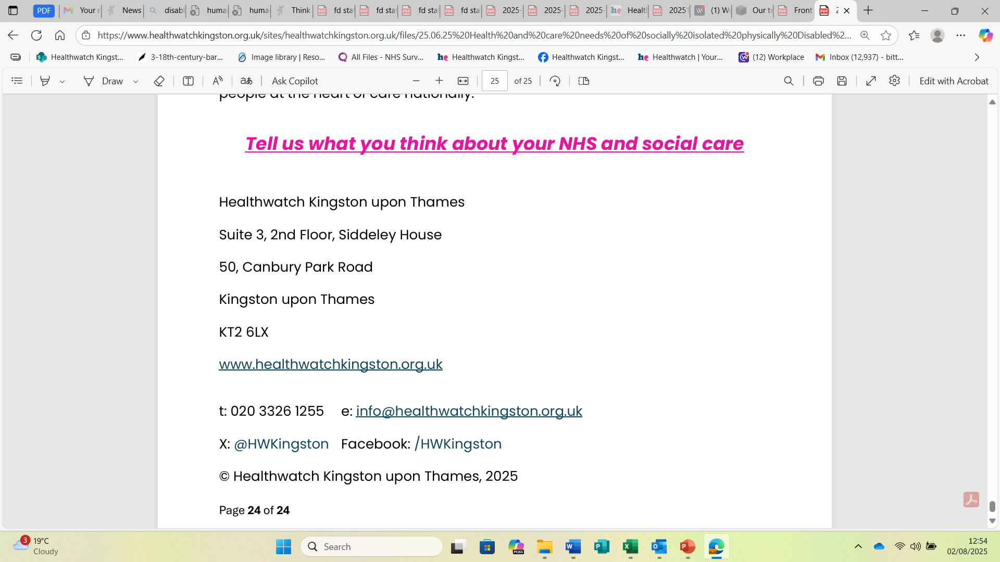 PDF
Your r
News
disabl
huma
huma
Think
fd sta
fd sta
fd sta
fd sta
2025-
2025-
2025-
Healt
2025
(1) Wo
Our te
Front
https://www.healthwatchkingston.org.uk/sites/healthwatchkingston.org.uk/files/25.06.25%20Health%20and%20care%20needs%20of%20socially%20isolated%20physically%20Disabled%2...
Healthwatch Kingst...
3-18th-century-bar...
Image library | Reso...
All Files - NHS Surv...
Healthwatch Kingst...
Healthwatch Kingst...
Healthwatch | Your...
(12) Workplace
Inbox (12,937) - bitt...
Draw
Ask Copilot
25
of 25
Edit with Acrobat
people at the heart of care nationally.
Tell us what you think about your NHS and social care
Healthwatch Kingston upon Thames
Suite 3, 2nd Floor, Siddeley House
50, Canbury Park Road
Kingston upon Thames
KT2 6LX
www.healthwatchkingston.org.uk
t: 020 3326 1255 e: info@healthwatchkingston.org.uk
X: @HWKingston Facebook: /HWKingston
© Healthwatch Kingston upon Thames, 2025
Page 24 of 24
3
19°C
Cloudy
Search
12:54
02/08/2025